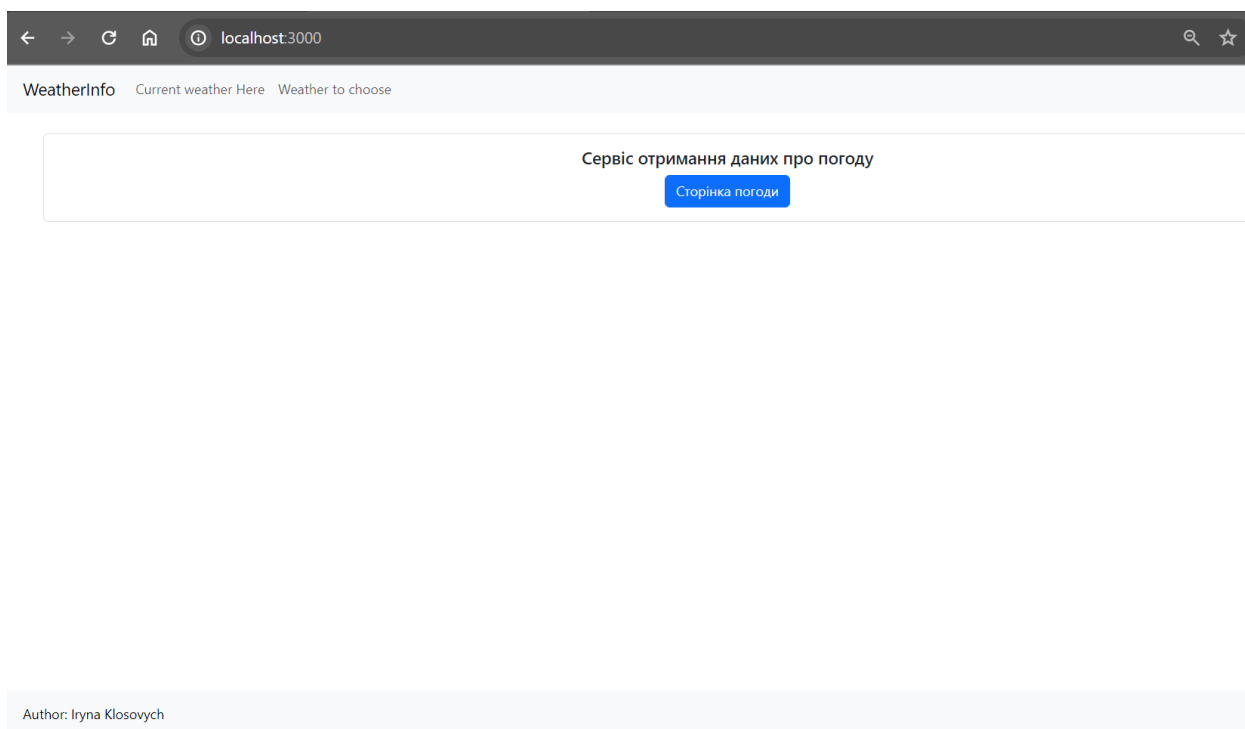 localhost:3000
WeatherInfo Current weather Here Weather to choose
Сервіс отримання даних про погоду
Сторінка погоди
Author: Iryna Klosovych